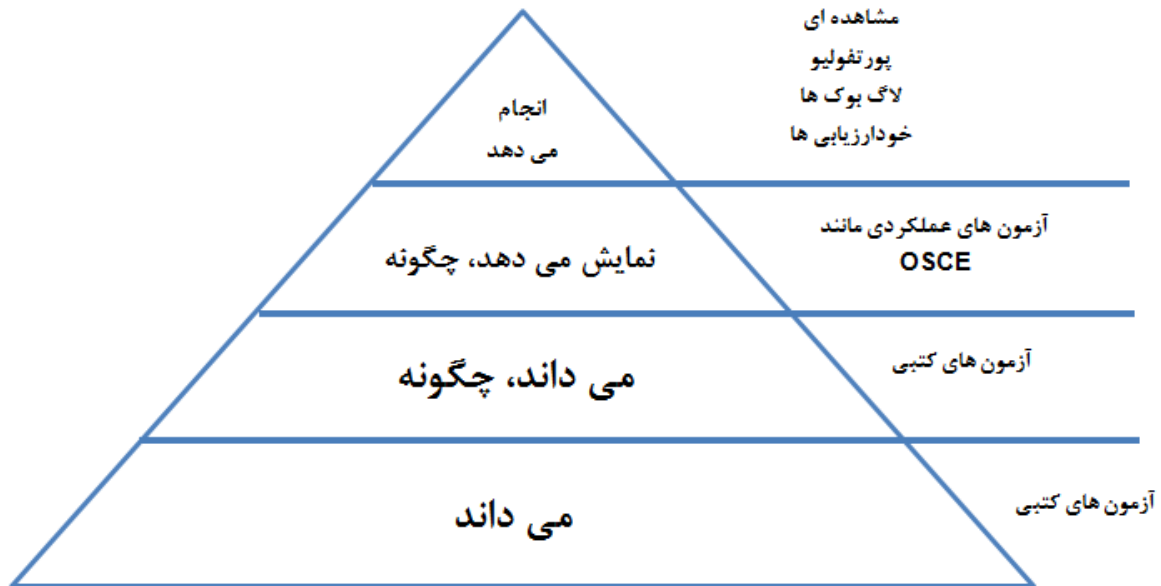 مشاهده ای
پورتفولیو
لاگ بوک ها
خودارزیابی ها
انجام
می دهد
آزمون های عملکردی مانند
OSCE
نمایش می دهد، چگونه
آزمون های کتبی
می داند، چگونه
آزمون های کتبی
می داند